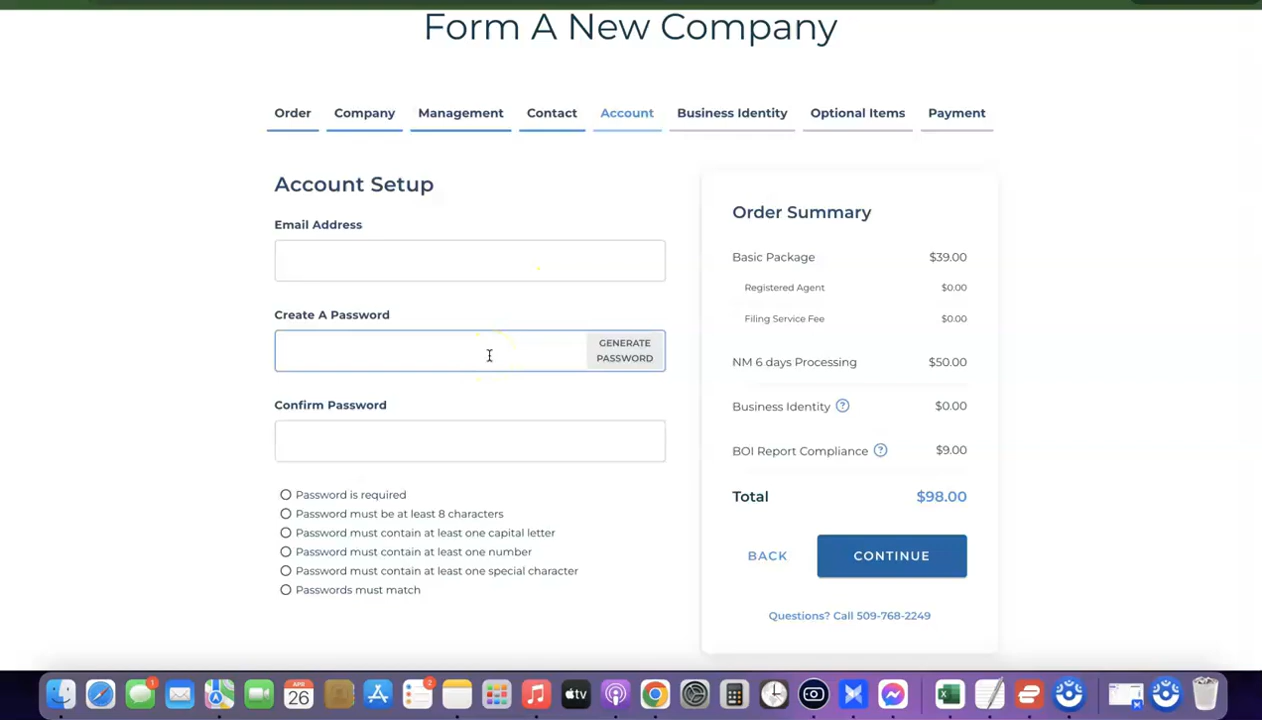 Form A New Company
Order Company Management Contact Account Business Identity Optional Items Payment
Account Setup
Email Address
Create A Password
GENERATE
PASSWORD
Confirm Password
Password is required
Password must be at least 8 characters
Password must contain at least one capital letter
Password must contain at least one number
Password must contain at least one special character
Passwords must match
Order Summary
Basic Package $39.00
Registered Agent $0.00
Filing Service Fee $0.00
NM 6 days Processing $50.00
Business Identity ? $0.00
BOI Report Compliance ? $9.00
Total $98.00
BACK CONTINUE
Questions? Call 509-768-2249
1
APR
26
2
tv